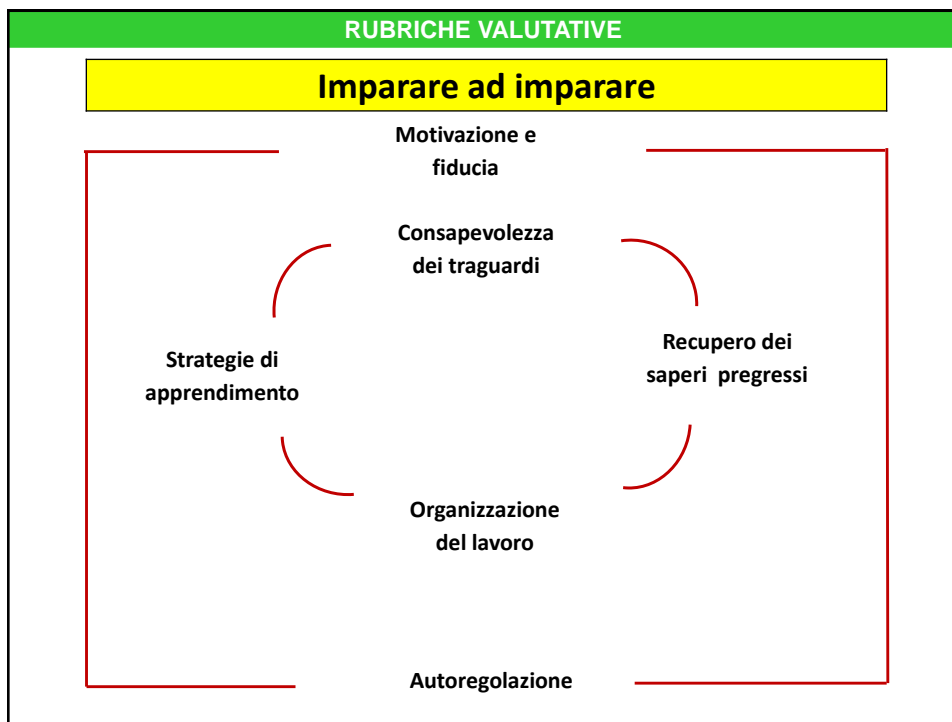 RUBRICHE VALUTATIVE
Imparare ad imparare
Motivazione e
fiducia
Consapevolezza
dei traguardi
Strategie di
apprendimento
Recupero dei
saperi pregressi
Organizzazione
del lavoro
Autoregolazione